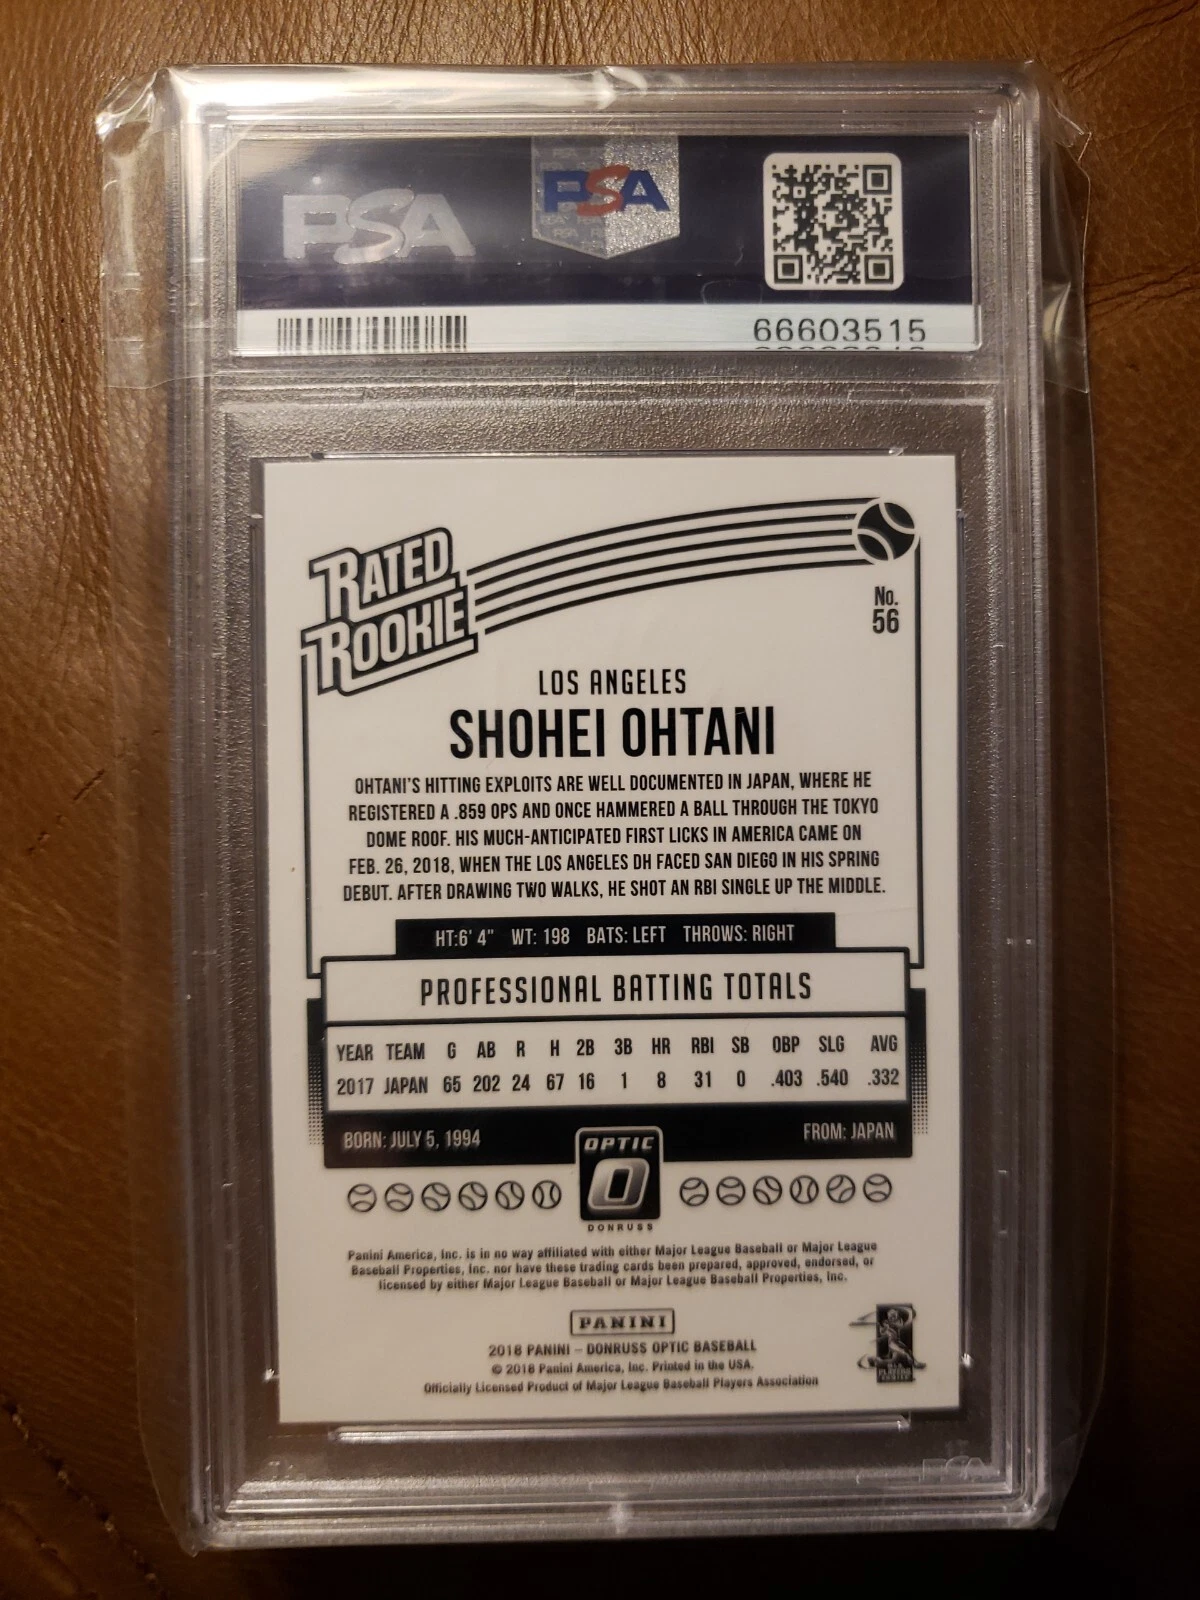 PSA
PSA
66603515
RATED
ROOKIE
No.
56
LOS ANGELES
SHOHEI OHTANI
OHTANI'S HITTING EXPLOITS ARE WELL DOCUMENTED IN JAPAN, WHERE HE
REGISTERED A .859 OPS AND ONCE HAMMERED A BALL THROUGH THE TOKYO
DOME ROOF. HIS MUCH-ANTICIPATED FIRST LICKS IN AMERICA CAME ON
FEB. 26, 2018, WHEN THE LOS ANGELES DH FACED SAN DIEGO IN HIS SPRING
DEBUT. AFTER DRAWING TWO WALKS, HE SHOT AN RBI SINGLE UP THE MIDDLE.
HT:6' 4" WT: 198 BATS: LEFT THROWS: RIGHT
PROFESSIONAL BATTING TOTALS
YEAR TEAM G AB R H 2B 3B HR RBI SB OBP SLG AVG
2017 JAPAN 65 202 24 67 16 1 8 31 0 .403 .540 .332
BORN: JULY 5, 1994
FROM: JAPAN
OPTIC
O
DONRUSS
Panini America, Inc. is in no way affiliated with either Major League Baseball or Major League
Baseball Properties, Inc. nor have these trading cards been prepared, approved, endorsed, or
licensed by either Major League Baseball or Major League Baseball Properties, Inc.
PANINI
2018 PANINI – DONRUSS OPTIC BASEBALL
© 2018 Panini America, Inc. Printed in the USA.
Officially Licensed Product of Major League Baseball Players Association
PSA